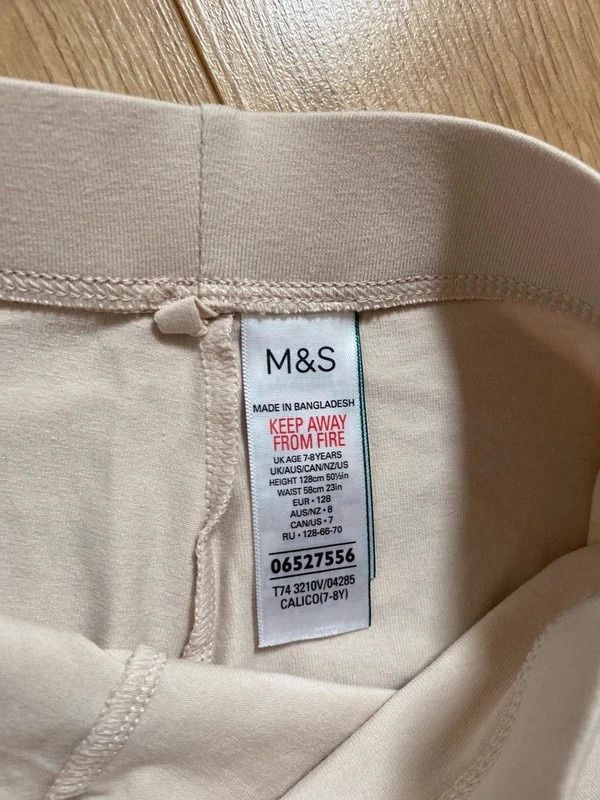 M&S
MADE IN BANGLADESH
KEEP AWAY
FROM FIRE
UK AGE 7-8YEARS
UK/AUS/CAN/NZ/US
HEIGHT 128cm 50½in
WAIST 58cm 23in
EUR • 128
AUS/NZ • 8
CAN/US • 7
RU • 128-66-70
06527556
T74 3210V/04285
CALICO(7-8Y)